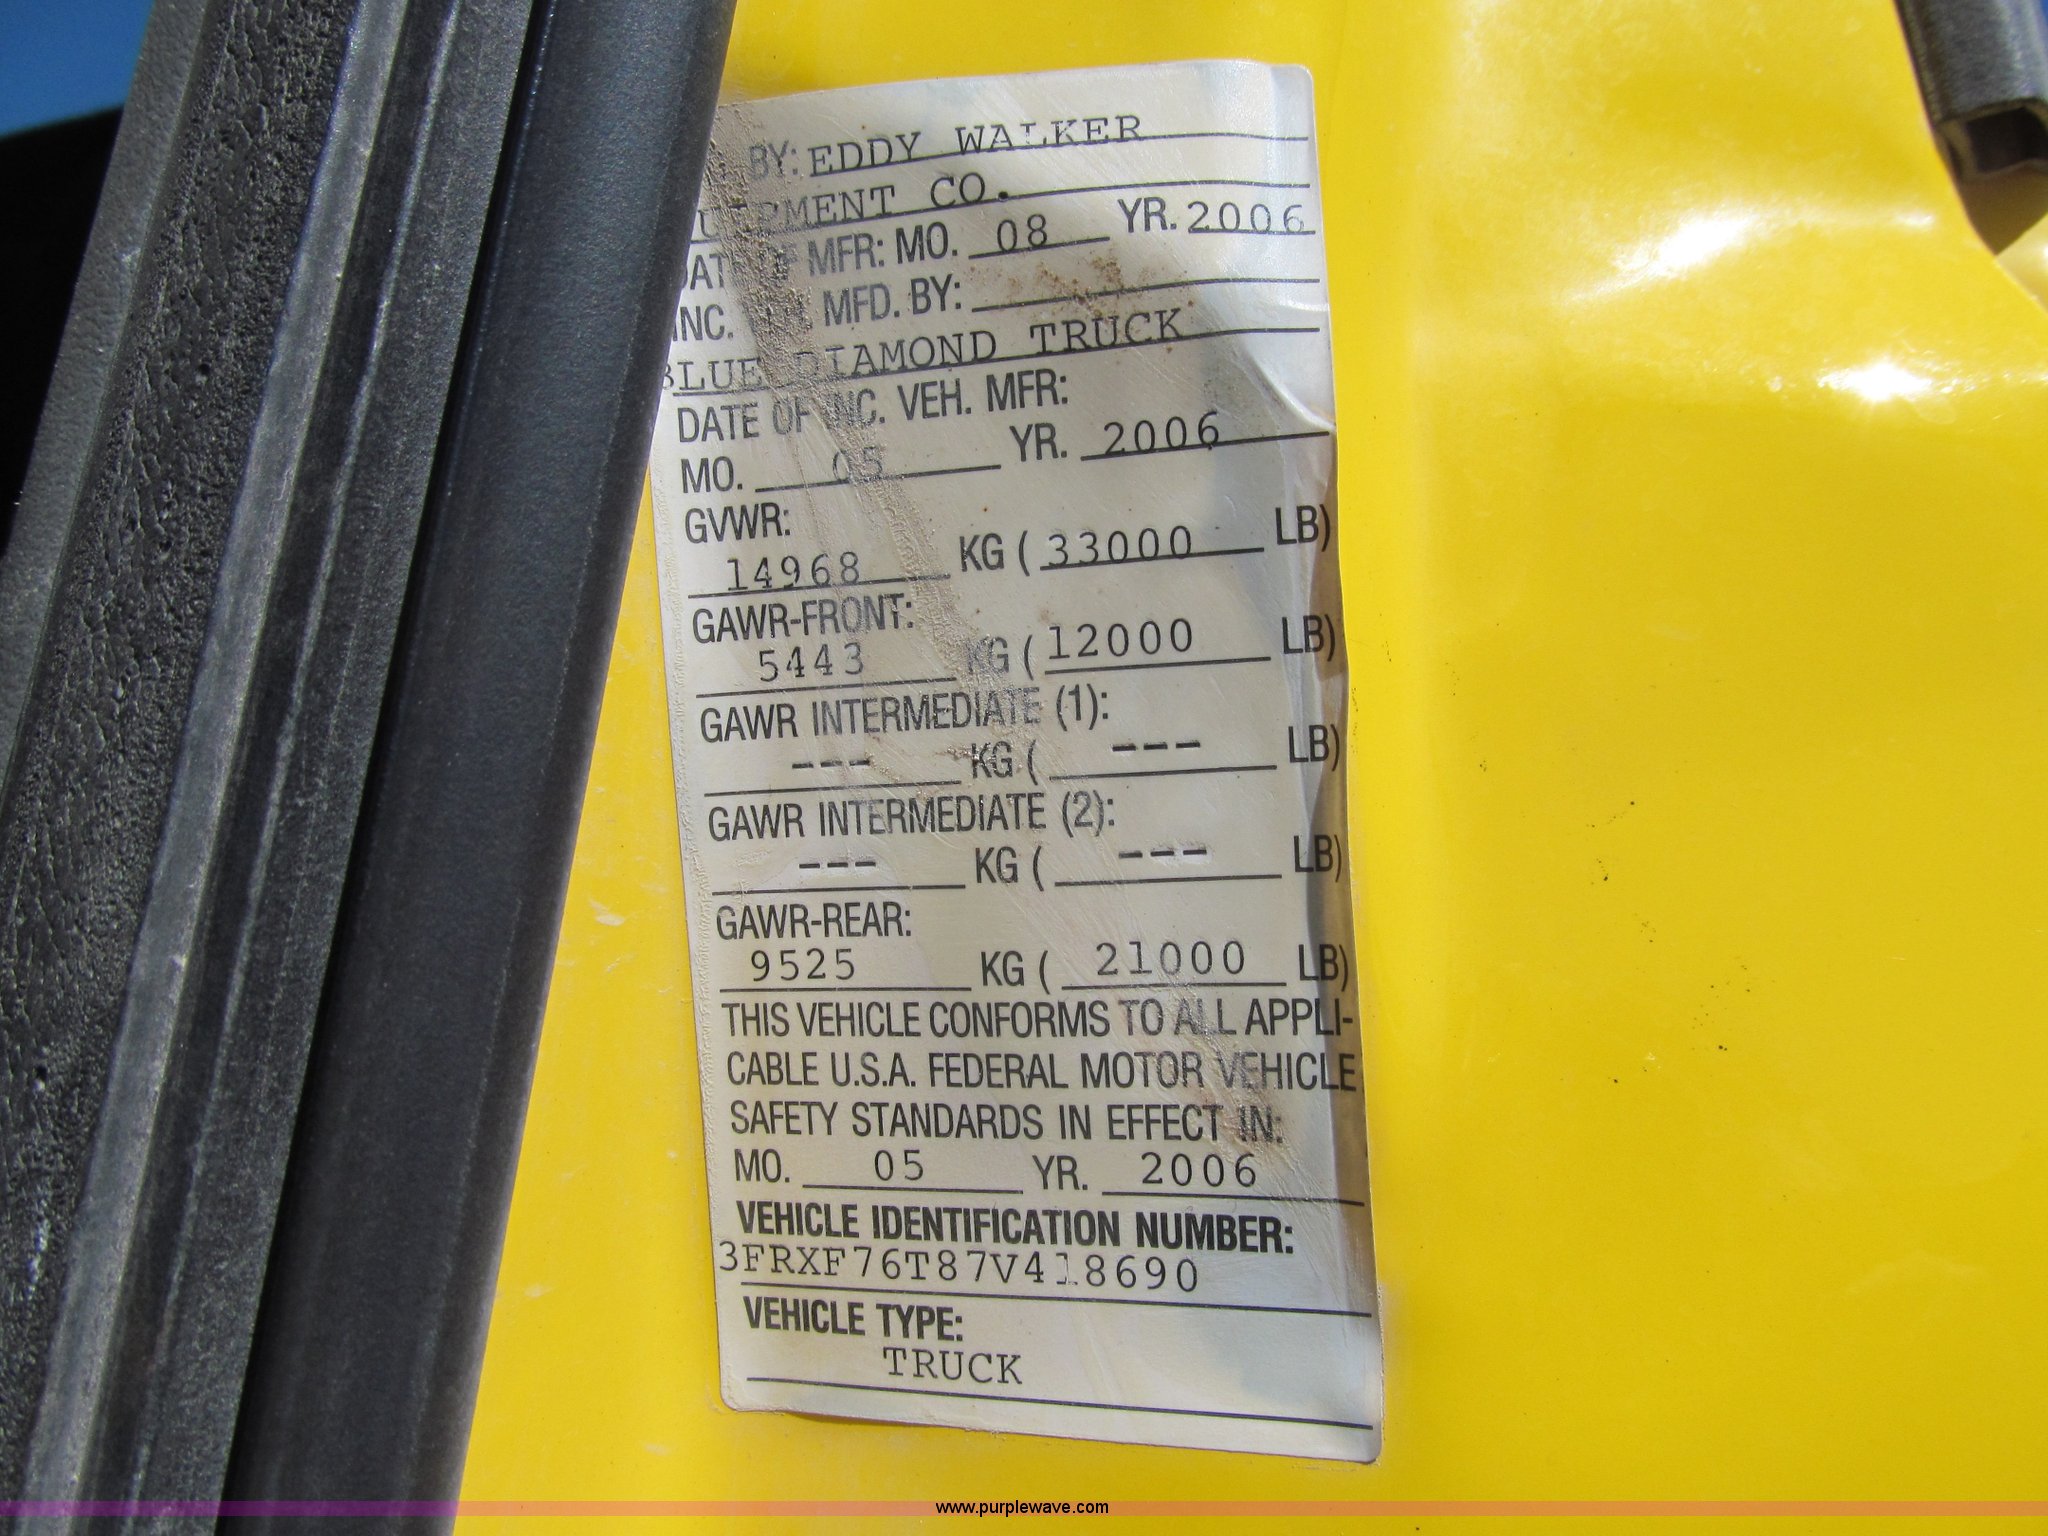 BY: EDDY WALKER
EQUIPMENT CO.
DATE OF MFR: MO. 08 YR. 2006
INC. VEH. MFD. BY:
BLUE DIAMOND TRUCK
DATE OF INC. VEH. MFR:
MO. 05 YR. 2006
GVWR:
14968 KG ( 33000 LB)
GAWR-FRONT:
5443 KG ( 12000 LB)
GAWR INTERMEDIATE (1):
--- KG ( --- LB)
GAWR INTERMEDIATE (2):
--- KG ( --- LB)
GAWR-REAR:
9525 KG ( 21000 LB)
THIS VEHICLE CONFORMS TO ALL APPLI-
CABLE U.S.A. FEDERAL MOTOR VEHICLE
SAFETY STANDARDS IN EFFECT IN:
MO. 05 YR. 2006
VEHICLE IDENTIFICATION NUMBER:
3FRXF76T87V418690
VEHICLE TYPE:
TRUCK
www.purplewave.com